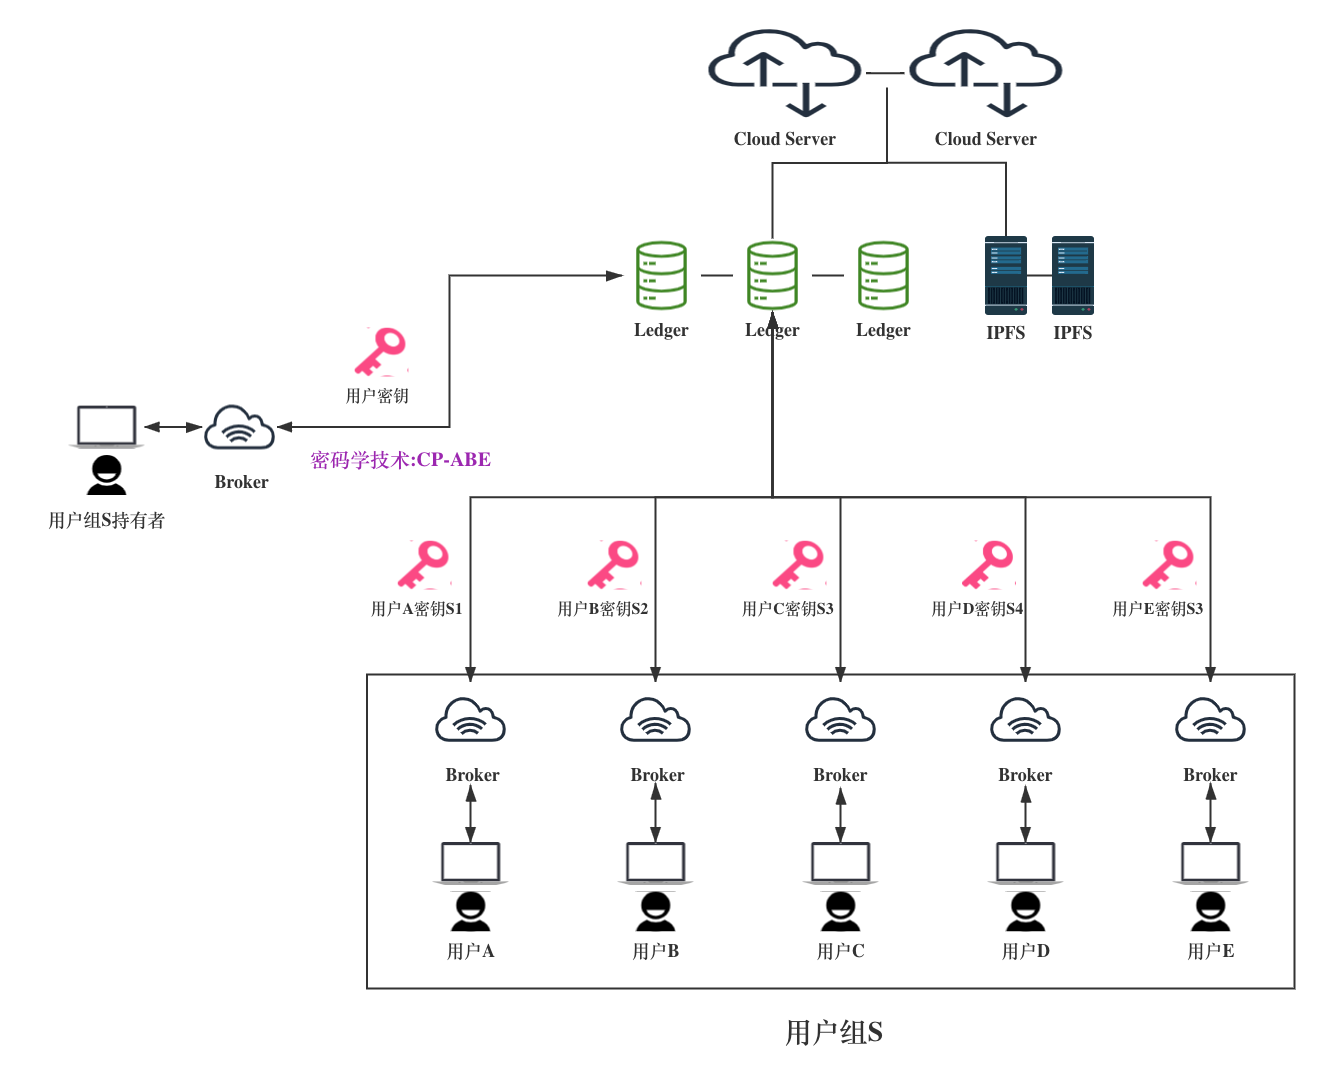 Cloud Server
Cloud Server
Ledger
Ledger
Ledger
IPFS
IPFS
用户密钥
密码学技术:CP-ABE
Broker
用户组S持有者
用户A密钥S1
用户B密钥S2
用户C密钥S3
用户D密钥S4
用户E密钥S3
Broker
Broker
Broker
Broker
Broker
用户A
用户B
用户C
用户D
用户E
用户组S